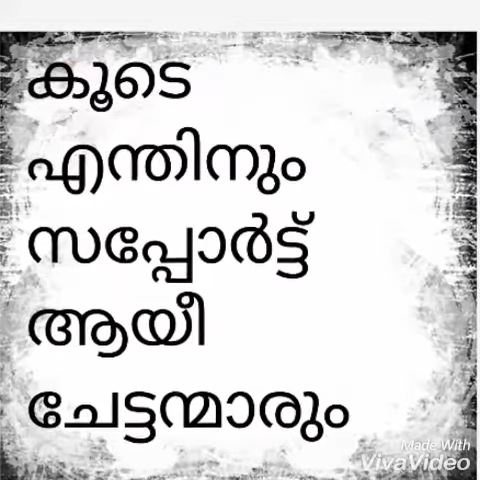 കൂടെ
എന്തിനും
സപ്പോർട്ട്
ആയീ
ചേട്ടന്മാരും
Made With
VivaVideo